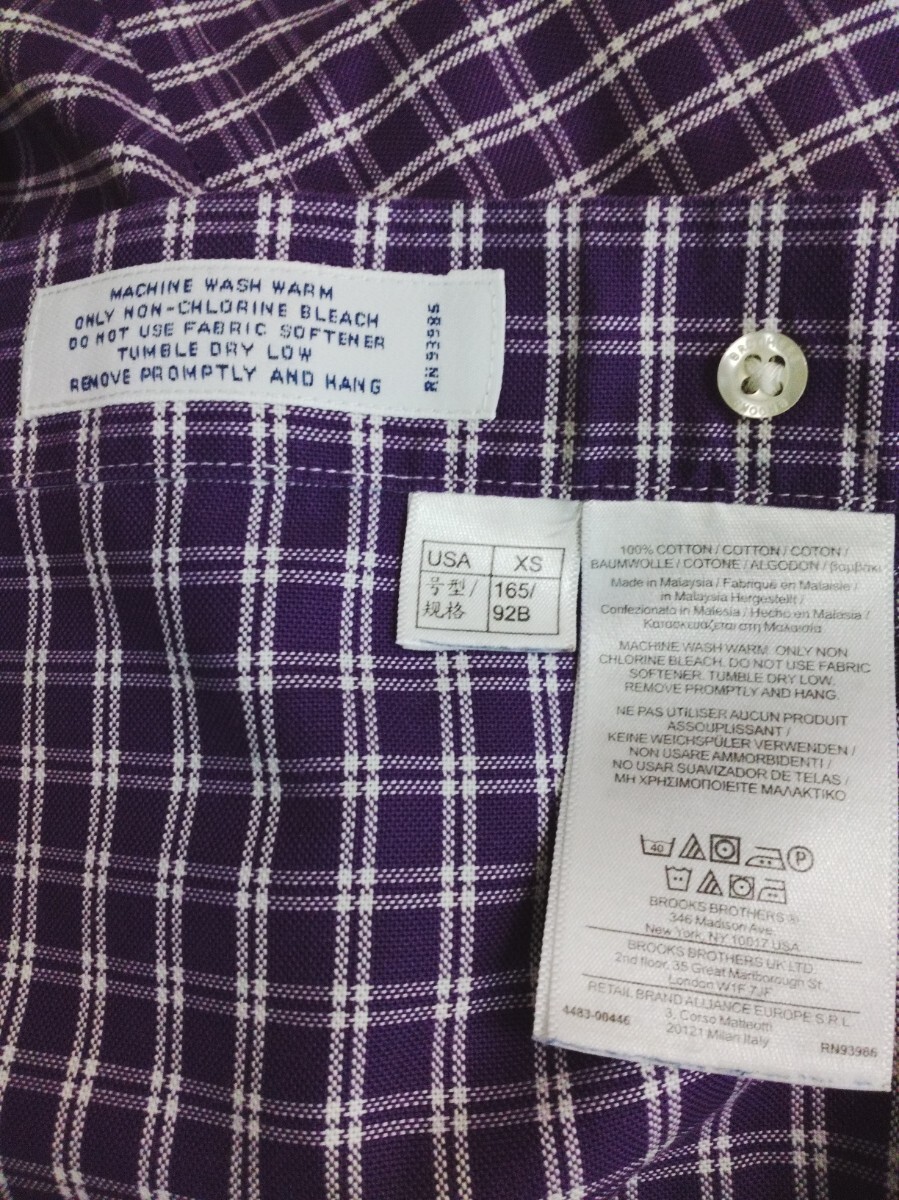 MACHINE WASH WARM
ONLY NON-CHLORINE BLEACH
DO NOT USE FABRIC SOFTENER
TUMBLE DRY LOW
REMOVE PROMPTLY AND HANG
RN93985
USA XS
号型/ 165/
规格 92B
100% COTTON / COTTON / COTON /
BAUMWOLLE / COTONE / ALGODON / βαμβάκι
Made in Malaysia / Fabriqué en Malaisie /
in Malaysia Hergestellt /
Confezionato in Malesia / Hecho en Malasia /
Κατασκευάζεται στη Μαλαισία
MACHINE WASH WARM. ONLY NON
CHLORINE BLEACH. DO NOT USE FABRIC
SOFTENER. TUMBLE DRY LOW.
REMOVE PROMPTLY AND HANG.
NE PAS UTILISER AUCUN PRODUIT
ASSOUPLISSANT /
KEINE WEICHSPÜLER VERWENDEN /
NON USARE AMMORBIDENTI /
NO USAR SUAVIZADOR DE TELAS /
ΜΗ ΧΡΗΣΙΜΟΠΟΙΕΙΤΕ ΜΑΛΑΚΤΙΚΟ
40 P
BROOKS BROTHERS ®
346 Madison Ave.
New York, NY 10017 USA
BROOKS BROTHERS UK LTD.
2nd floor, 35 Great Marlborough St.,
London W1F 7JF
RETAIL BRAND ALLIANCE EUROPE S.R.L.
3, Corso Matteotti
20121 Milan Italy
4483-00446
RN93986